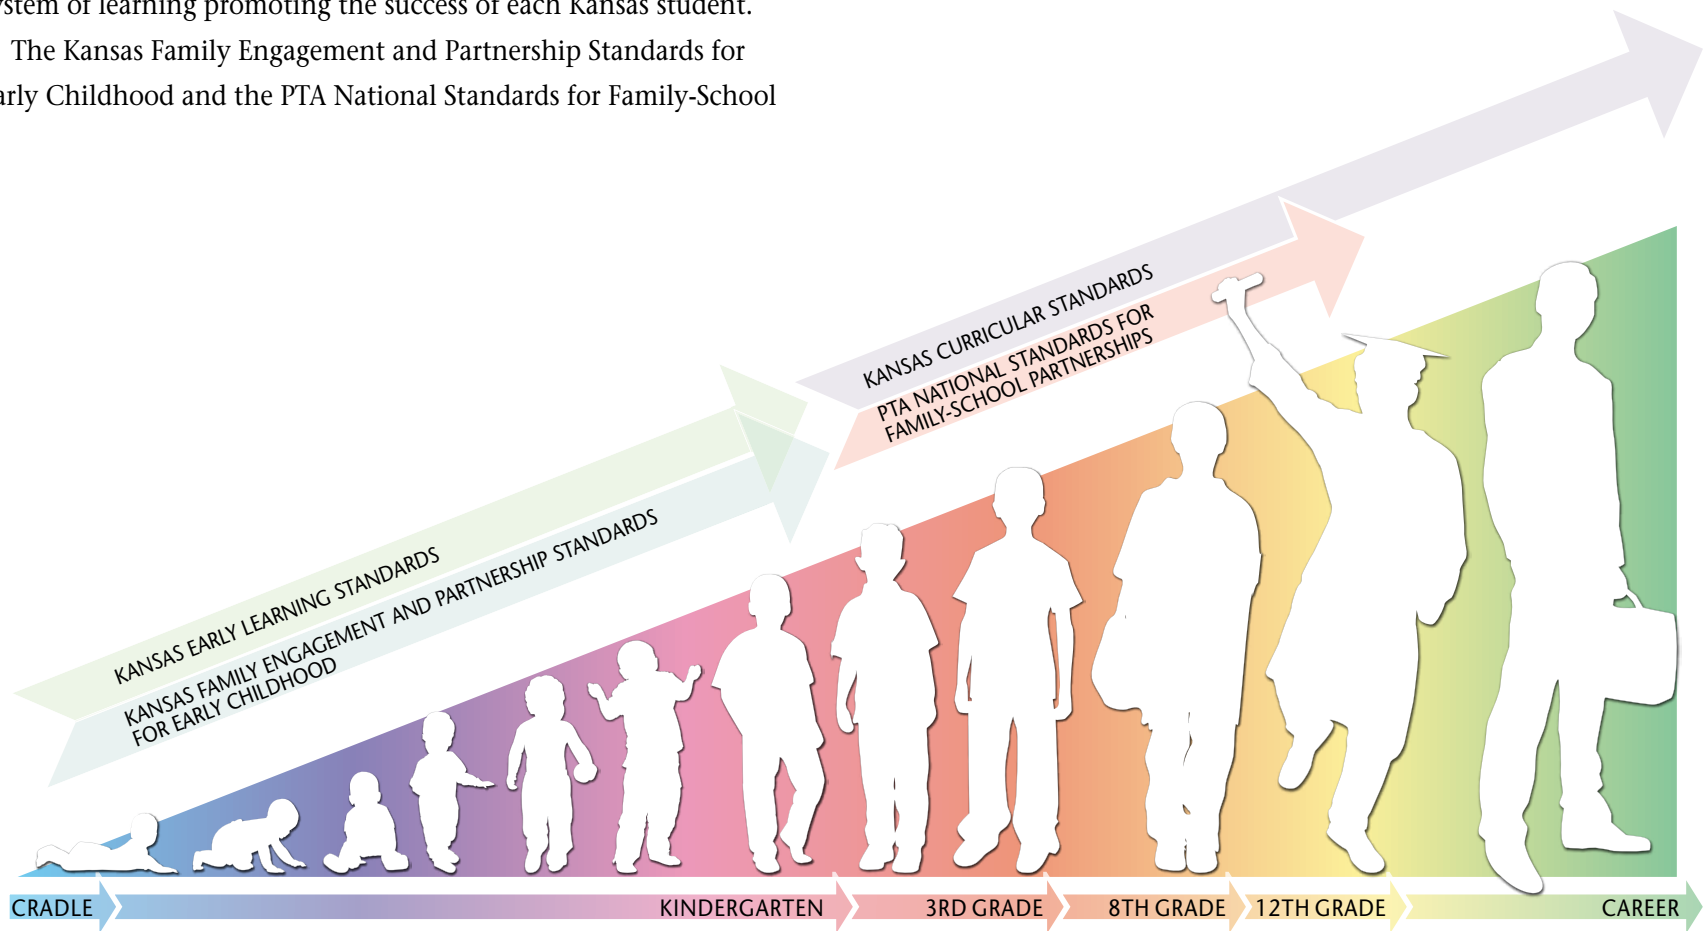 ystem of learning promoting the success of each Kansas student.
The Kansas Family Engagement and Partnership Standards for
arly Childhood and the PTA National Standards for Family-School
KANSAS CURRICULAR STANDARDS
PTA NATIONAL STANDARDS FOR
FAMILY-SCHOOL PARTNERSHIPS
KANSAS EARLY LEARNING STANDARDS
KANSAS FAMILY ENGAGEMENT AND PARTNERSHIP STANDARDS
FOR EARLY CHILDHOOD
CRADLE
KINDERGARTEN
3RD GRADE
8TH GRADE
12TH GRADE
CAREER